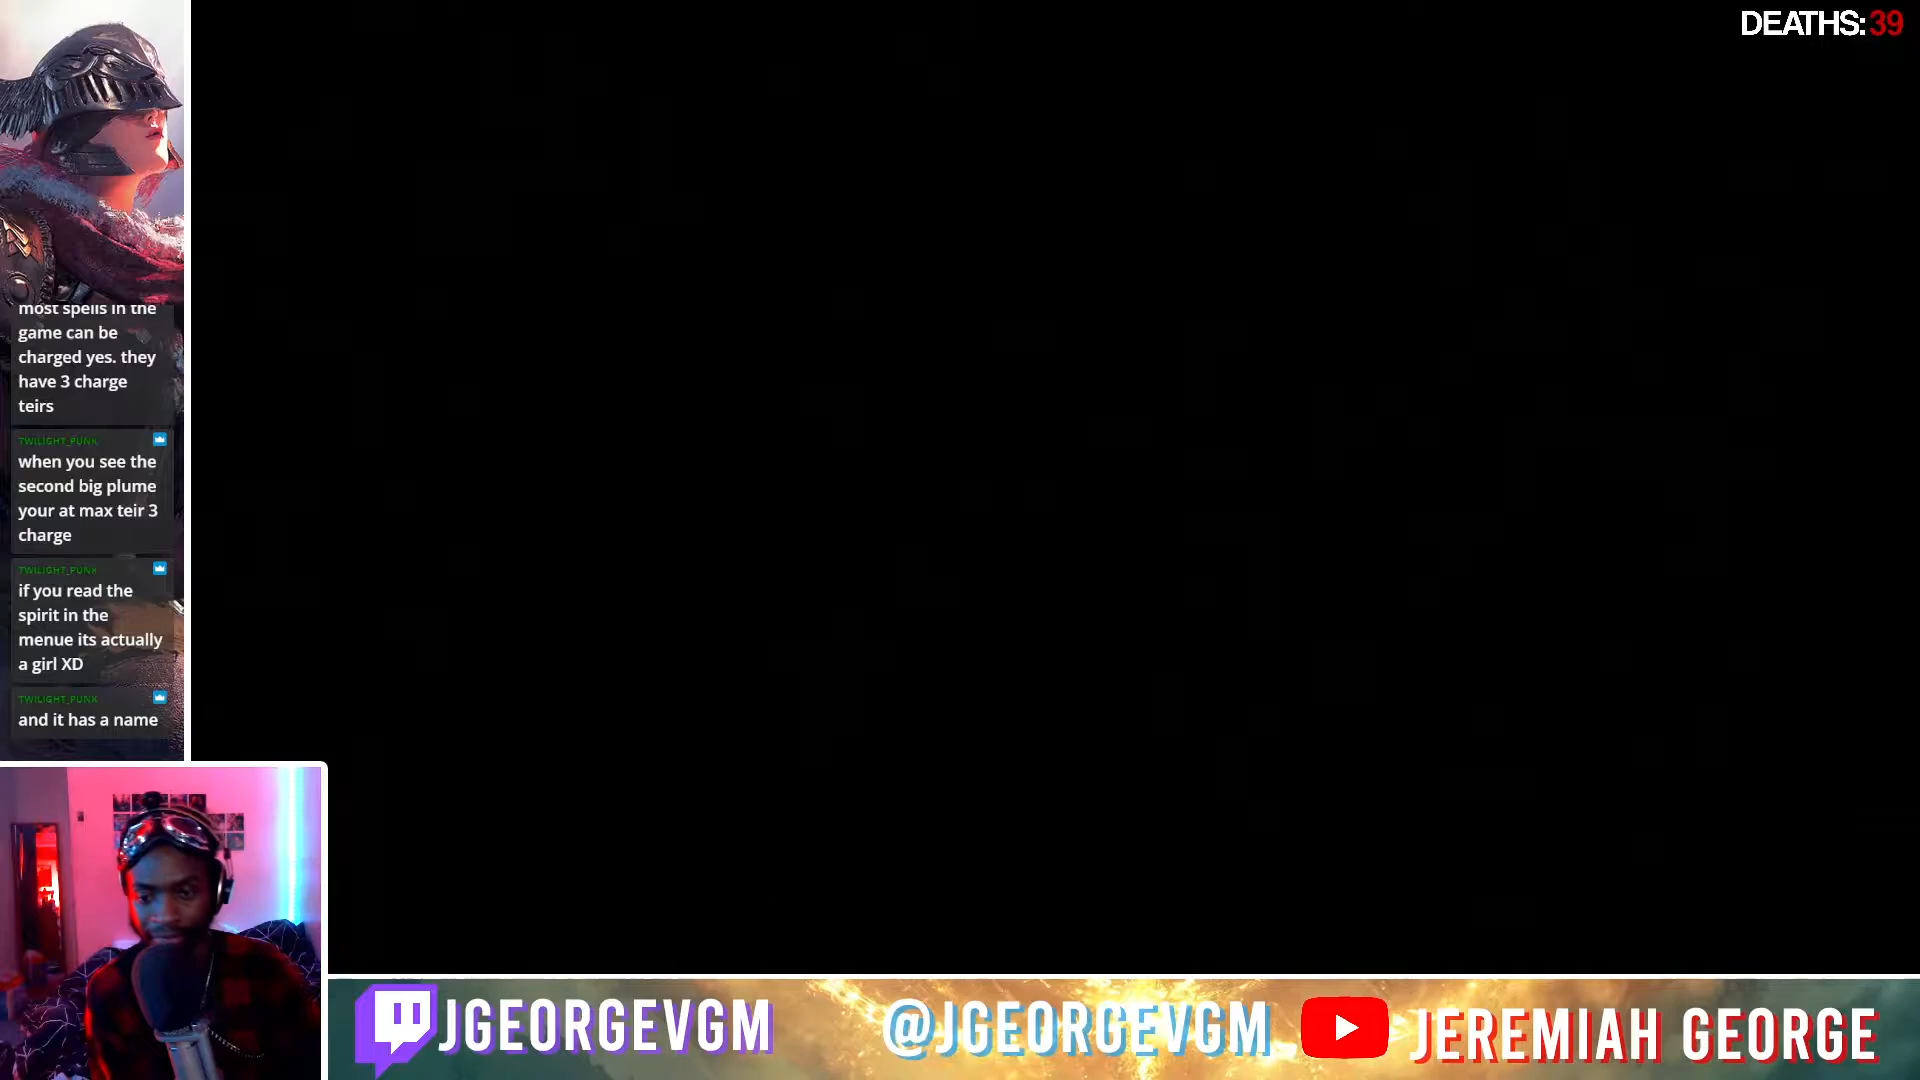 DEATHS: 39
most spells in the
game can be
charged yes. they
have 3 charge
teirs
TWILIGHT_PUNK
when you see the
second big plume
your at max teir 3
charge
TWILIGHT_PUNK
if you read the
spirit in the
menue its actually
a girl XD
TWILIGHT_PUNK
and it has a name
JGEORGEVGM
@JGEORGEVGM
JEREMIAH GEORGE